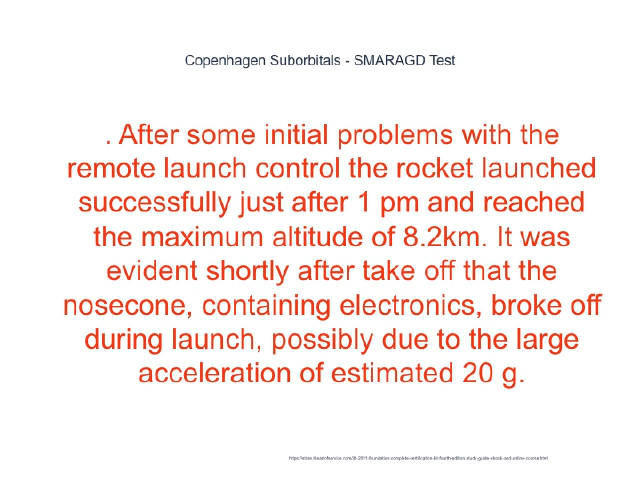 Copenhagen Suborbitals - SMARAGD Test
. After some initial problems with the
remote launch control the rocket launched
successfully just after 1 pm and reached
the maximum altitude of 8.2km. It was
evident shortly after take off that the
nosecone, containing electronics, broke off
during launch, possibly due to the large
acceleration of estimated 20 g.